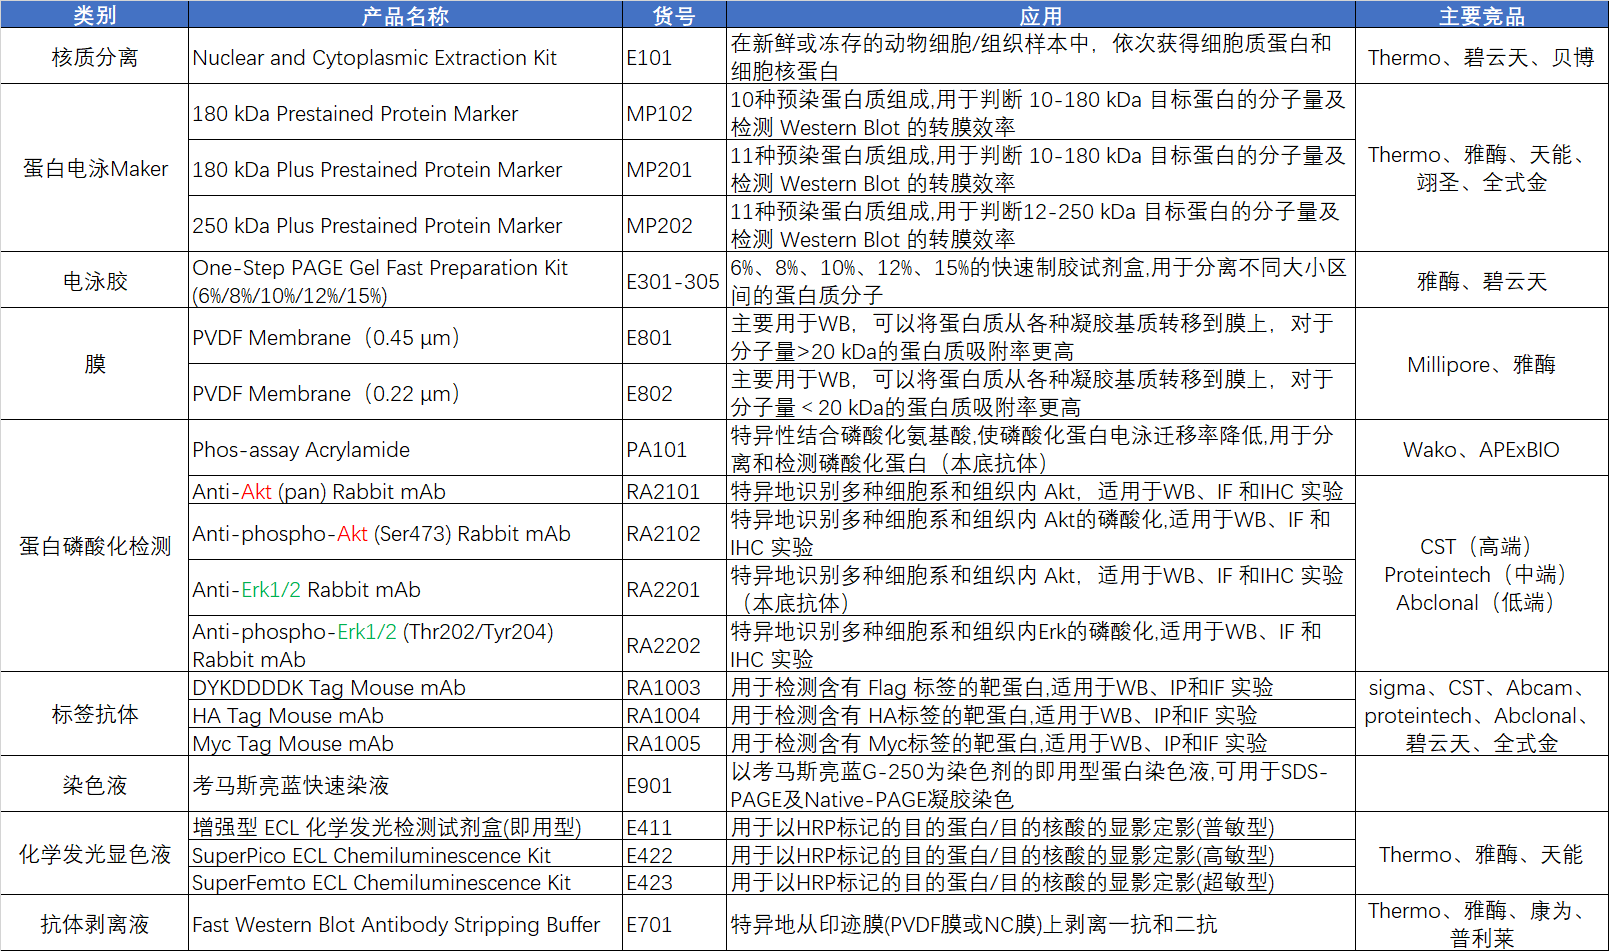 类别 产品名称 货号 应用 主要竞品
核质分离 Nuclear and Cytoplasmic Extraction Kit E101 在新鲜或冻存的动物细胞/组织样本中，依次获得细胞质蛋白和
细胞核蛋白 Thermo、碧云天、贝博
蛋白电泳Maker
180 kDa Prestained Protein Marker MP102 10种预染蛋白质组成,用于判断 10-180 kDa 目标蛋白的分子量及
检测 Western Blot 的转膜效率
180 kDa Plus Prestained Protein Marker MP201 11种预染蛋白质组成,用于判断 10-180 kDa 目标蛋白的分子量及
检测 Western Blot 的转膜效率
250 kDa Plus Prestained Protein Marker MP202 11种预染蛋白质组成,用于判断12-250 kDa 目标蛋白的分子量及
检测 Western Blot 的转膜效率
Thermo、雅酶、天能、
翊圣、全式金
电泳胶
One-Step PAGE Gel Fast Preparation Kit
(6%/8%/10%/12%/15%)
E301-305
6%、8%、10%、12%、15%的快速制胶试剂盒,用于分离不同大小区
间的蛋白质分子
雅酶、碧云天
膜
PVDF Membrane（0.45 μm） E801 主要用于WB，可以将蛋白质从各种凝胶基质转移到膜上，对于
分子量>20 kDa的蛋白质吸附率更高
PVDF Membrane（0.22 μm） E802 主要用于WB，可以将蛋白质从各种凝胶基质转移到膜上，对于
分子量＜20 kDa的蛋白质吸附率更高
Millipore、雅酶
蛋白磷酸化检测
Phos-assay Acrylamide PA101 特异性结合磷酸化氨基酸,使磷酸化蛋白电泳迁移率降低,用于分
离和检测磷酸化蛋白（本底抗体）
Wako、APExBIO
Anti-Akt (pan) Rabbit mAb RA2101 特异地识别多种细胞系和组织内 Akt，适用于WB、IF 和IHC 实验
Anti-phospho-Akt (Ser473) Rabbit mAb RA2102 特异地识别多种细胞系和组织内 Akt的磷酸化,适用于WB、IF 和
IHC 实验
Anti-Erk1/2 Rabbit mAb RA2201 特异地识别多种细胞系和组织内 Akt，适用于WB、IF 和IHC 实验
（本底抗体）
Anti-phospho-Erk1/2 (Thr202/Tyr204)
Rabbit mAb
RA2202
特异地识别多种细胞系和组织内Erk的磷酸化,适用于WB、IF 和
IHC 实验
CST（高端）
Proteintech（中端）
Abclonal（低端）
标签抗体
DYKDDDDK Tag Mouse mAb RA1003 用于检测含有 Flag 标签的靶蛋白,适用于WB、IP和IF 实验
HA Tag Mouse mAb RA1004 用于检测含有 HA标签的靶蛋白,适用于WB、IP和IF 实验
Myc Tag Mouse mAb RA1005 用于检测含有 Myc标签的靶蛋白,适用于WB、IP和IF 实验
sigma、CST、Abcam、
proteintech、Abclonal、
碧云天、全式金
染色液 考马斯亮蓝快速染液 E901 以考马斯亮蓝G-250为染色剂的即用型蛋白染色液,可用于SDS-
PAGE及Native-PAGE凝胶染色
化学发光显色液
增强型 ECL 化学发光检测试剂盒(即用型) E411 用于以HRP标记的目的蛋白/目的核酸的显影定影(普敏型)
SuperPico ECL Chemiluminescence Kit E422 用于以HRP标记的目的蛋白/目的核酸的显影定影(高敏型)
SuperFemto ECL Chemiluminescence Kit E423 用于以HRP标记的目的蛋白/目的核酸的显影定影(超敏型)
Thermo、雅酶、天能
抗体剥离液 Fast Western Blot Antibody Stripping Buffer E701 特异地从印迹膜(PVDF膜或NC膜)上剥离一抗和二抗
Thermo、雅酶、康为、
普利莱